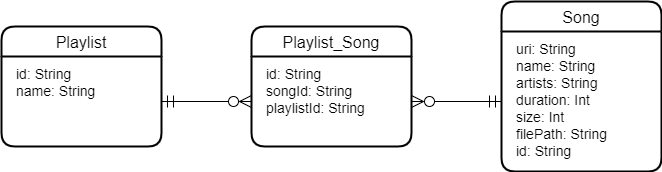 Playlist
id: String
name: String
Playlist_Song
id: String
songId: String
playlistId: String
Song
uri: String
name: String
artists: String
duration: Int
size: Int
filePath: String
id: String